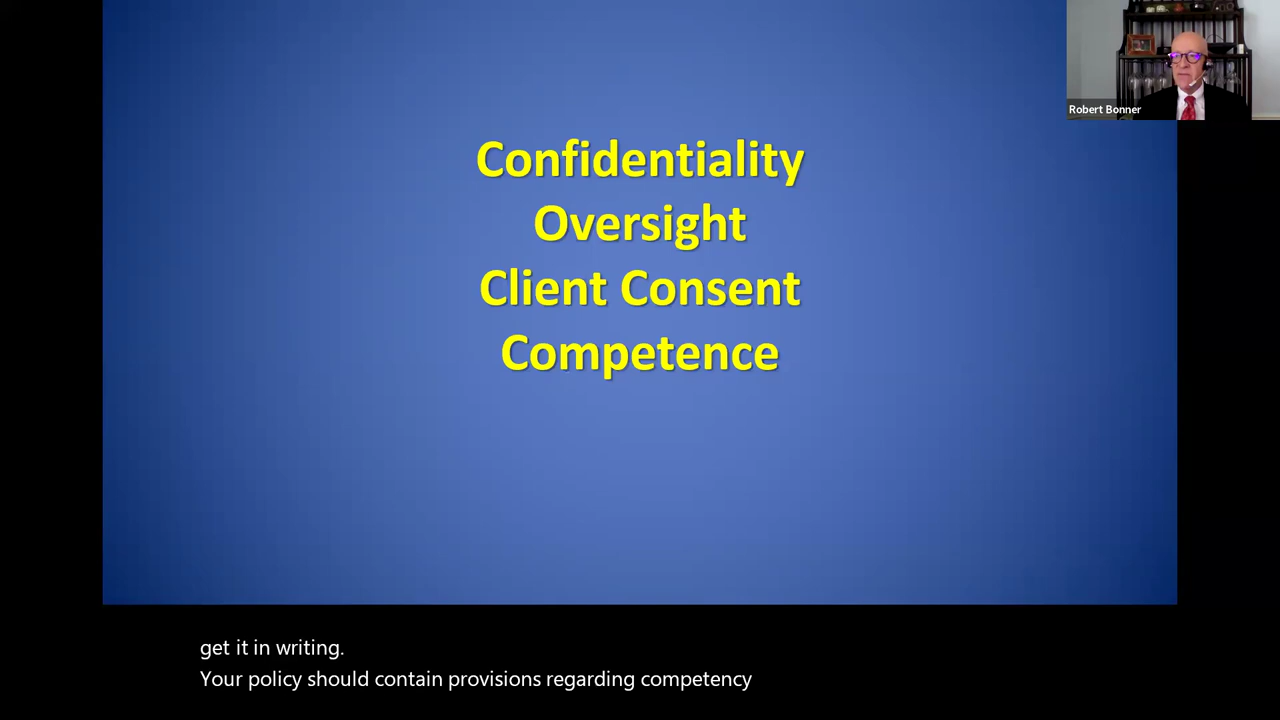 Robert Bonner
Confidentiality
Oversight
Client Consent
Competence
get it in writing.
Your policy should contain provisions regarding competency